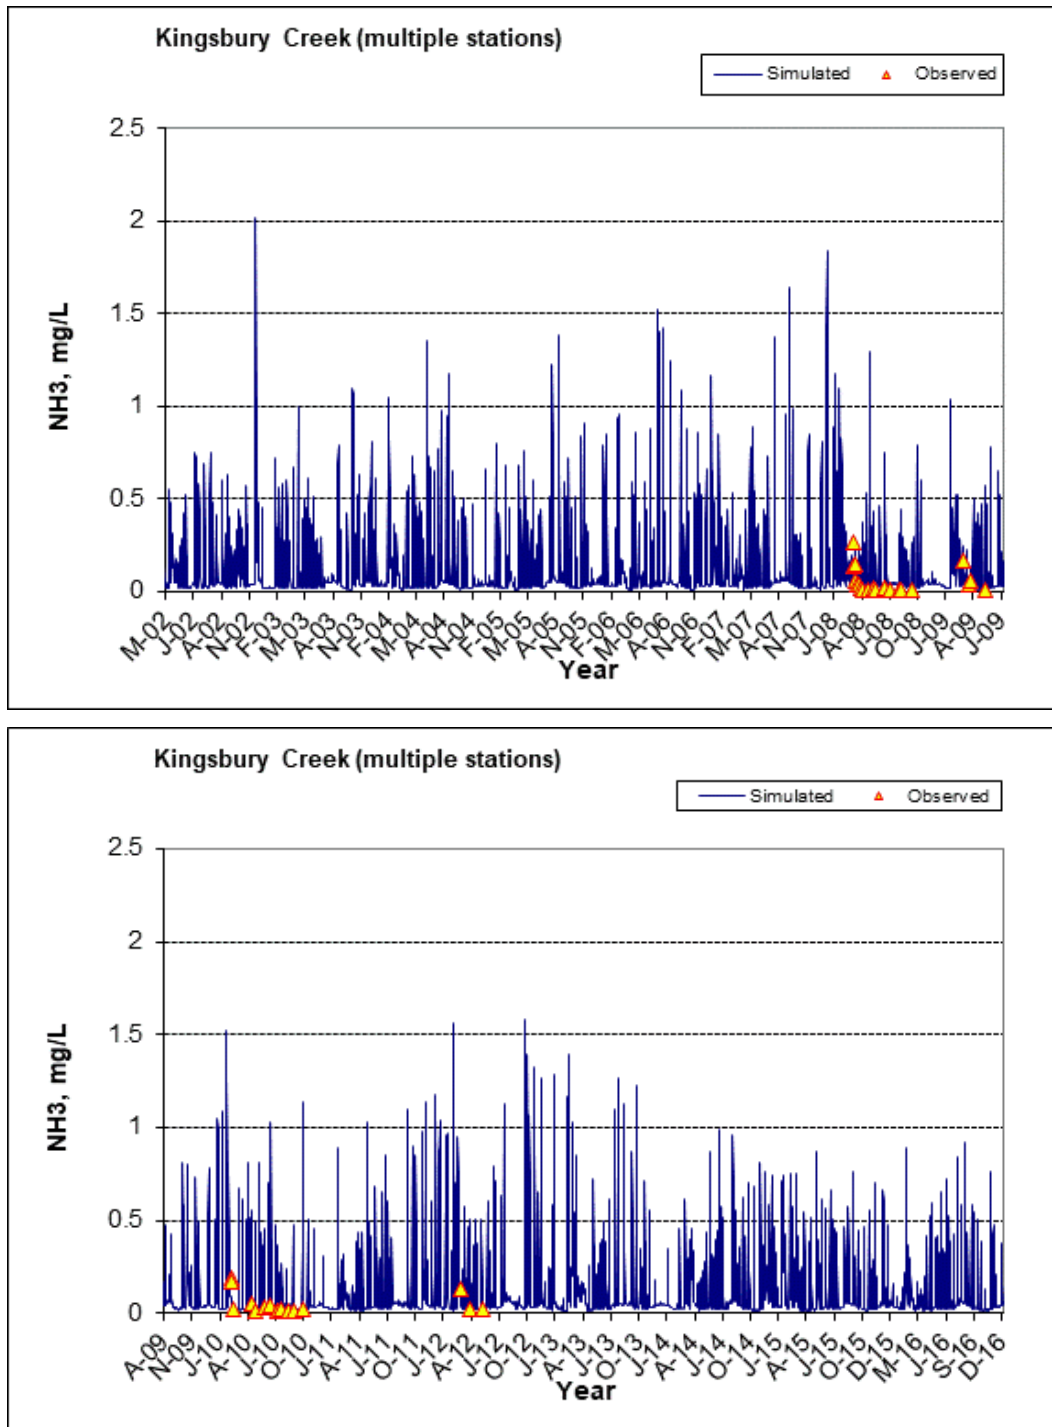 Kingsbury Creek (multiple stations)
Simulated Observed
2.5
2
1.5
1
0.5
0
NH3, mg/L
M-02 J-02 A-02 N-02 F-03 M-03 A-03 N-03 F-04 M-04 A-04 N-04 F-05 M-05 A-05 N-05 F-06 M-06 A-06 N-06 F-07 M-07 A-07 N-07 J-08 A-08 J-08 O-08 J-09 A-09 J-09
Year
Kingsbury Creek (multiple stations)
Simulated Observed
2.5
2
1.5
1
0.5
0
NH3, mg/L
A-09 N-09 J-10 A-10 J-10 O-10 J-11 A-11 J-11 O-11 J-12 A-12 J-12 O-12 J-13 A-13 J-13 O-13 J-14 A-14 J-14 O-14 J-15 A-15 J-15 O-15 D-15 M-16 J-16 S-16 D-16
Year